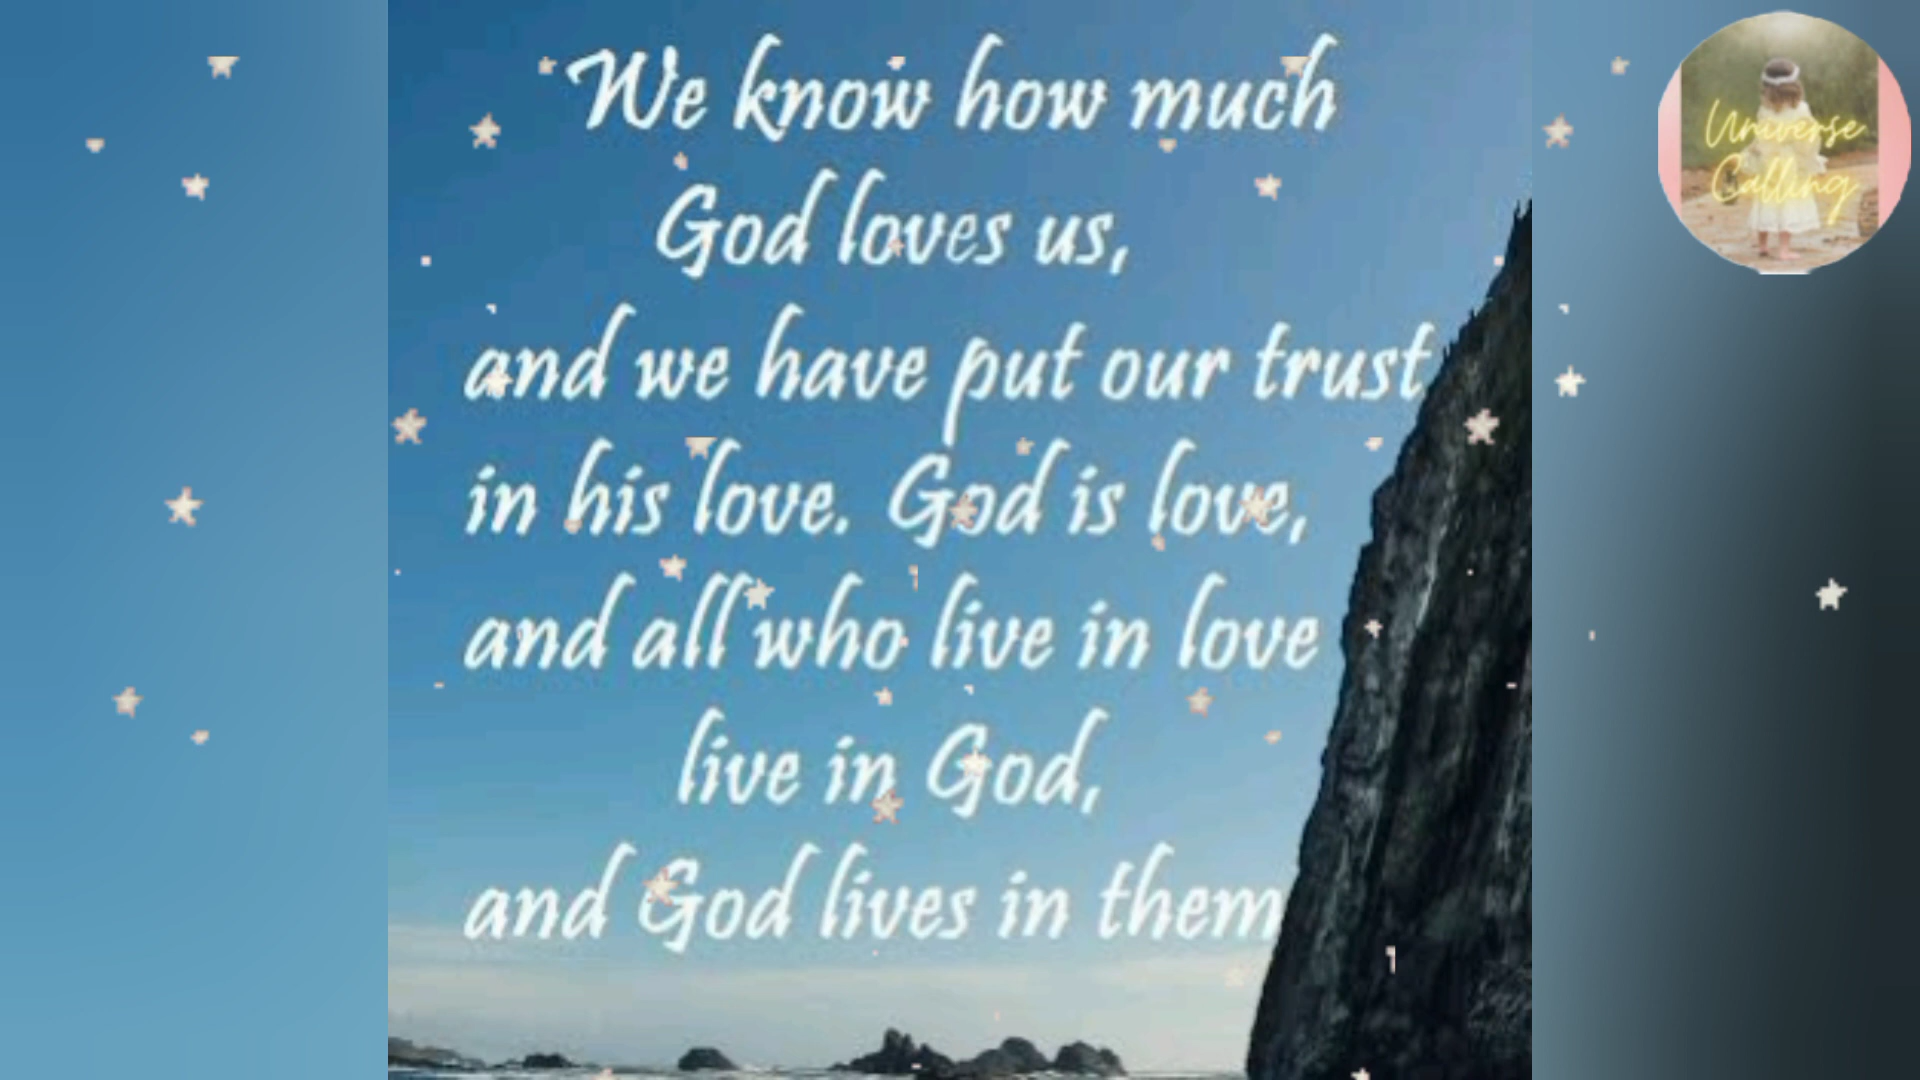 We know how much
God loves us,
and we have put our trust
in his love. God is love,
and all who live in love
live in God,
and God lives in them
Universe
Calling